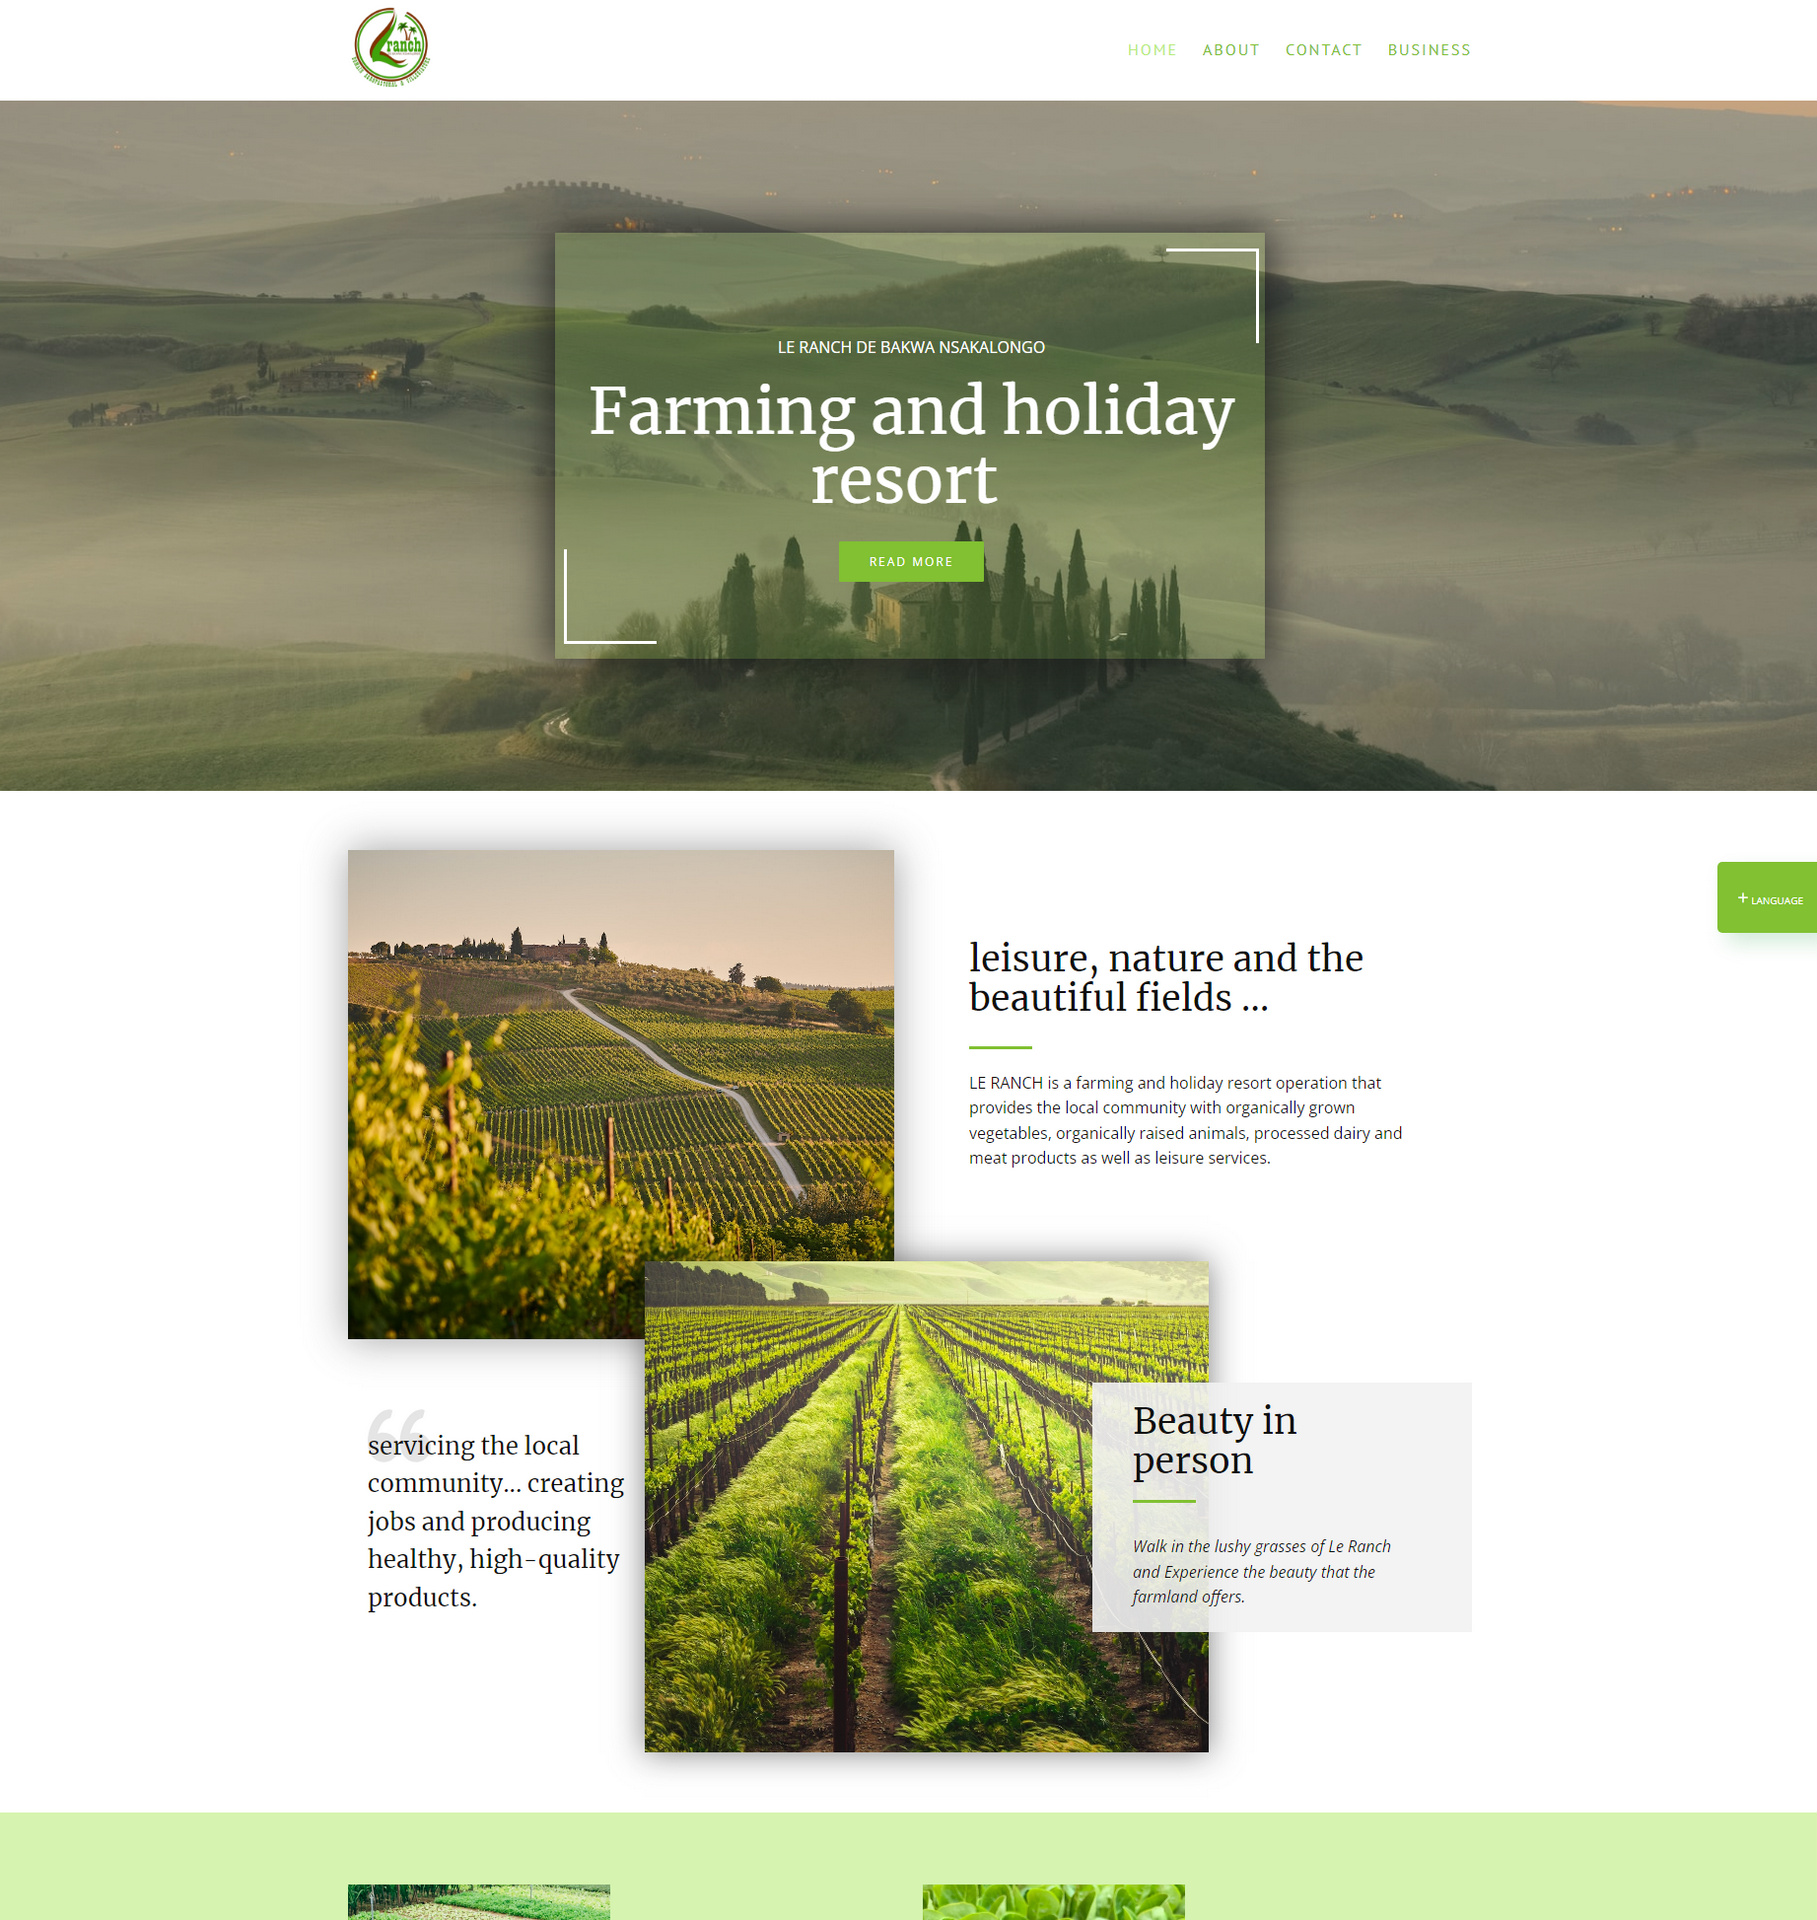 ranch
HOME ABOUT CONTACT BUSINESS
LE RANCH DE BAKWA NSAKALONGO
Farming and holiday
resort
READ MORE
+ LANGUAGE
leisure, nature and the
beautiful fields ...
LE RANCH is a farming and holiday resort operation that
provides the local community with organically grown
vegetables, organically raised animals, processed dairy and
meat products as well as leisure services.
“
servicing the local
community... creating
jobs and producing
healthy, high-quality
products.
Beauty in
person
Walk in the lushy grasses of Le Ranch
and Experience the beauty that the
farmland offers.